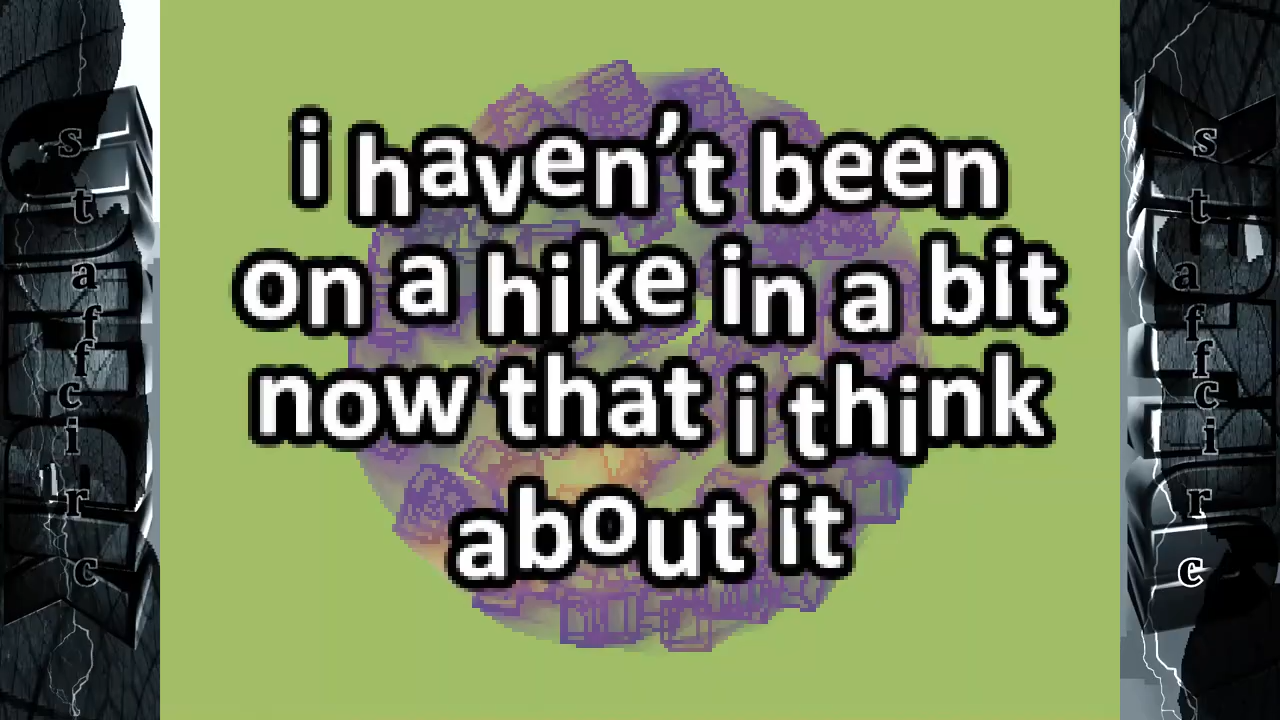 i haven’t been
on a hike in a bit
now that i think
about it
staffcirc
staffcirc